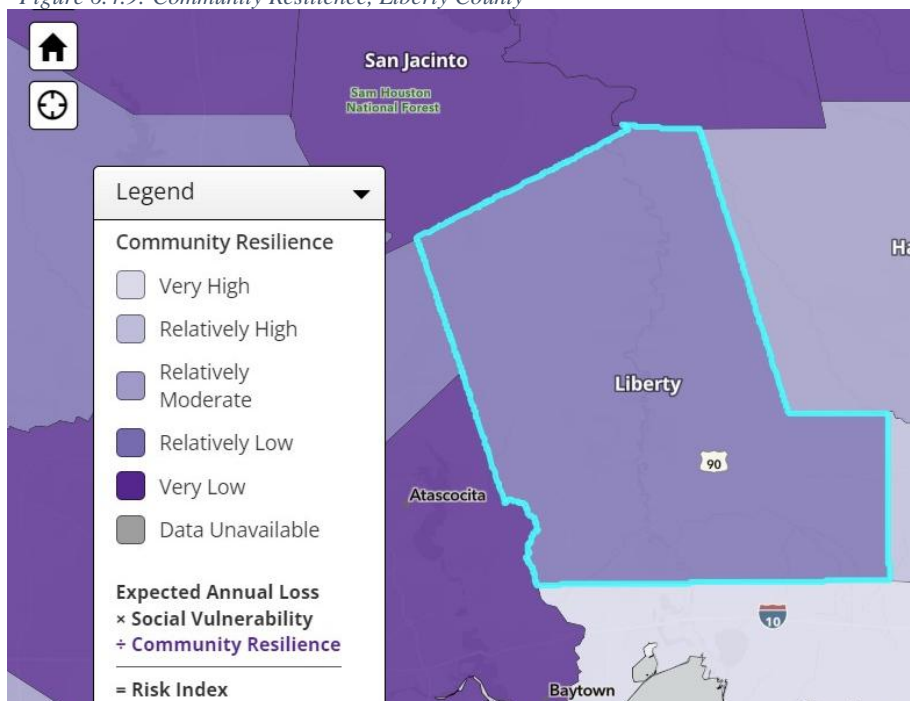 Figure 6.4.9: Community Resilience, Liberty County
San Jacinto
Sam Houston
National Forest
Legend
Community Resilience
Very High
Relatively High
Relatively
Moderate
Relatively Low
Very Low
Data Unavailable
Expected Annual Loss
× Social Vulnerability
÷ Community Resilience
= Risk Index
Ha
Liberty
90
Atascocita
10
Baytown